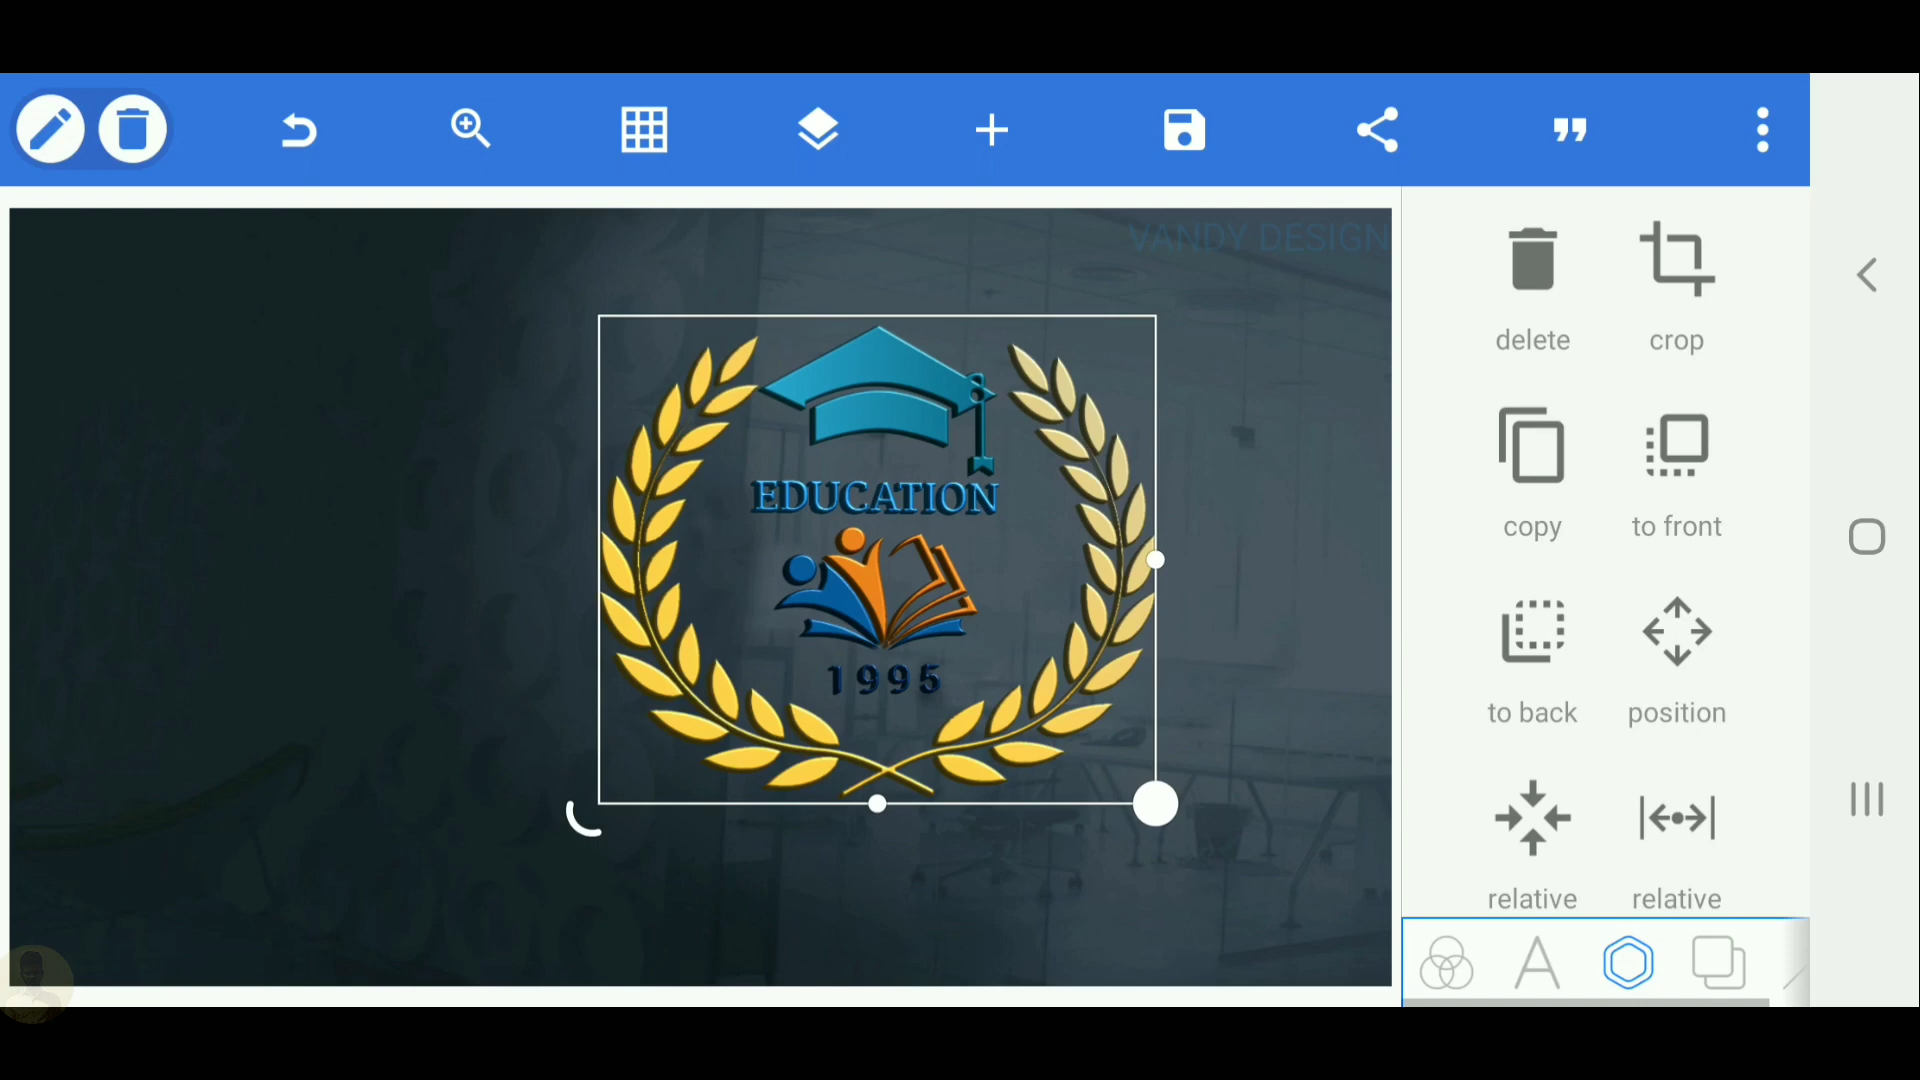 VANDY DESIGN
EDUCATION
1995
delete
crop
copy
to front
to back
position
relative
relative